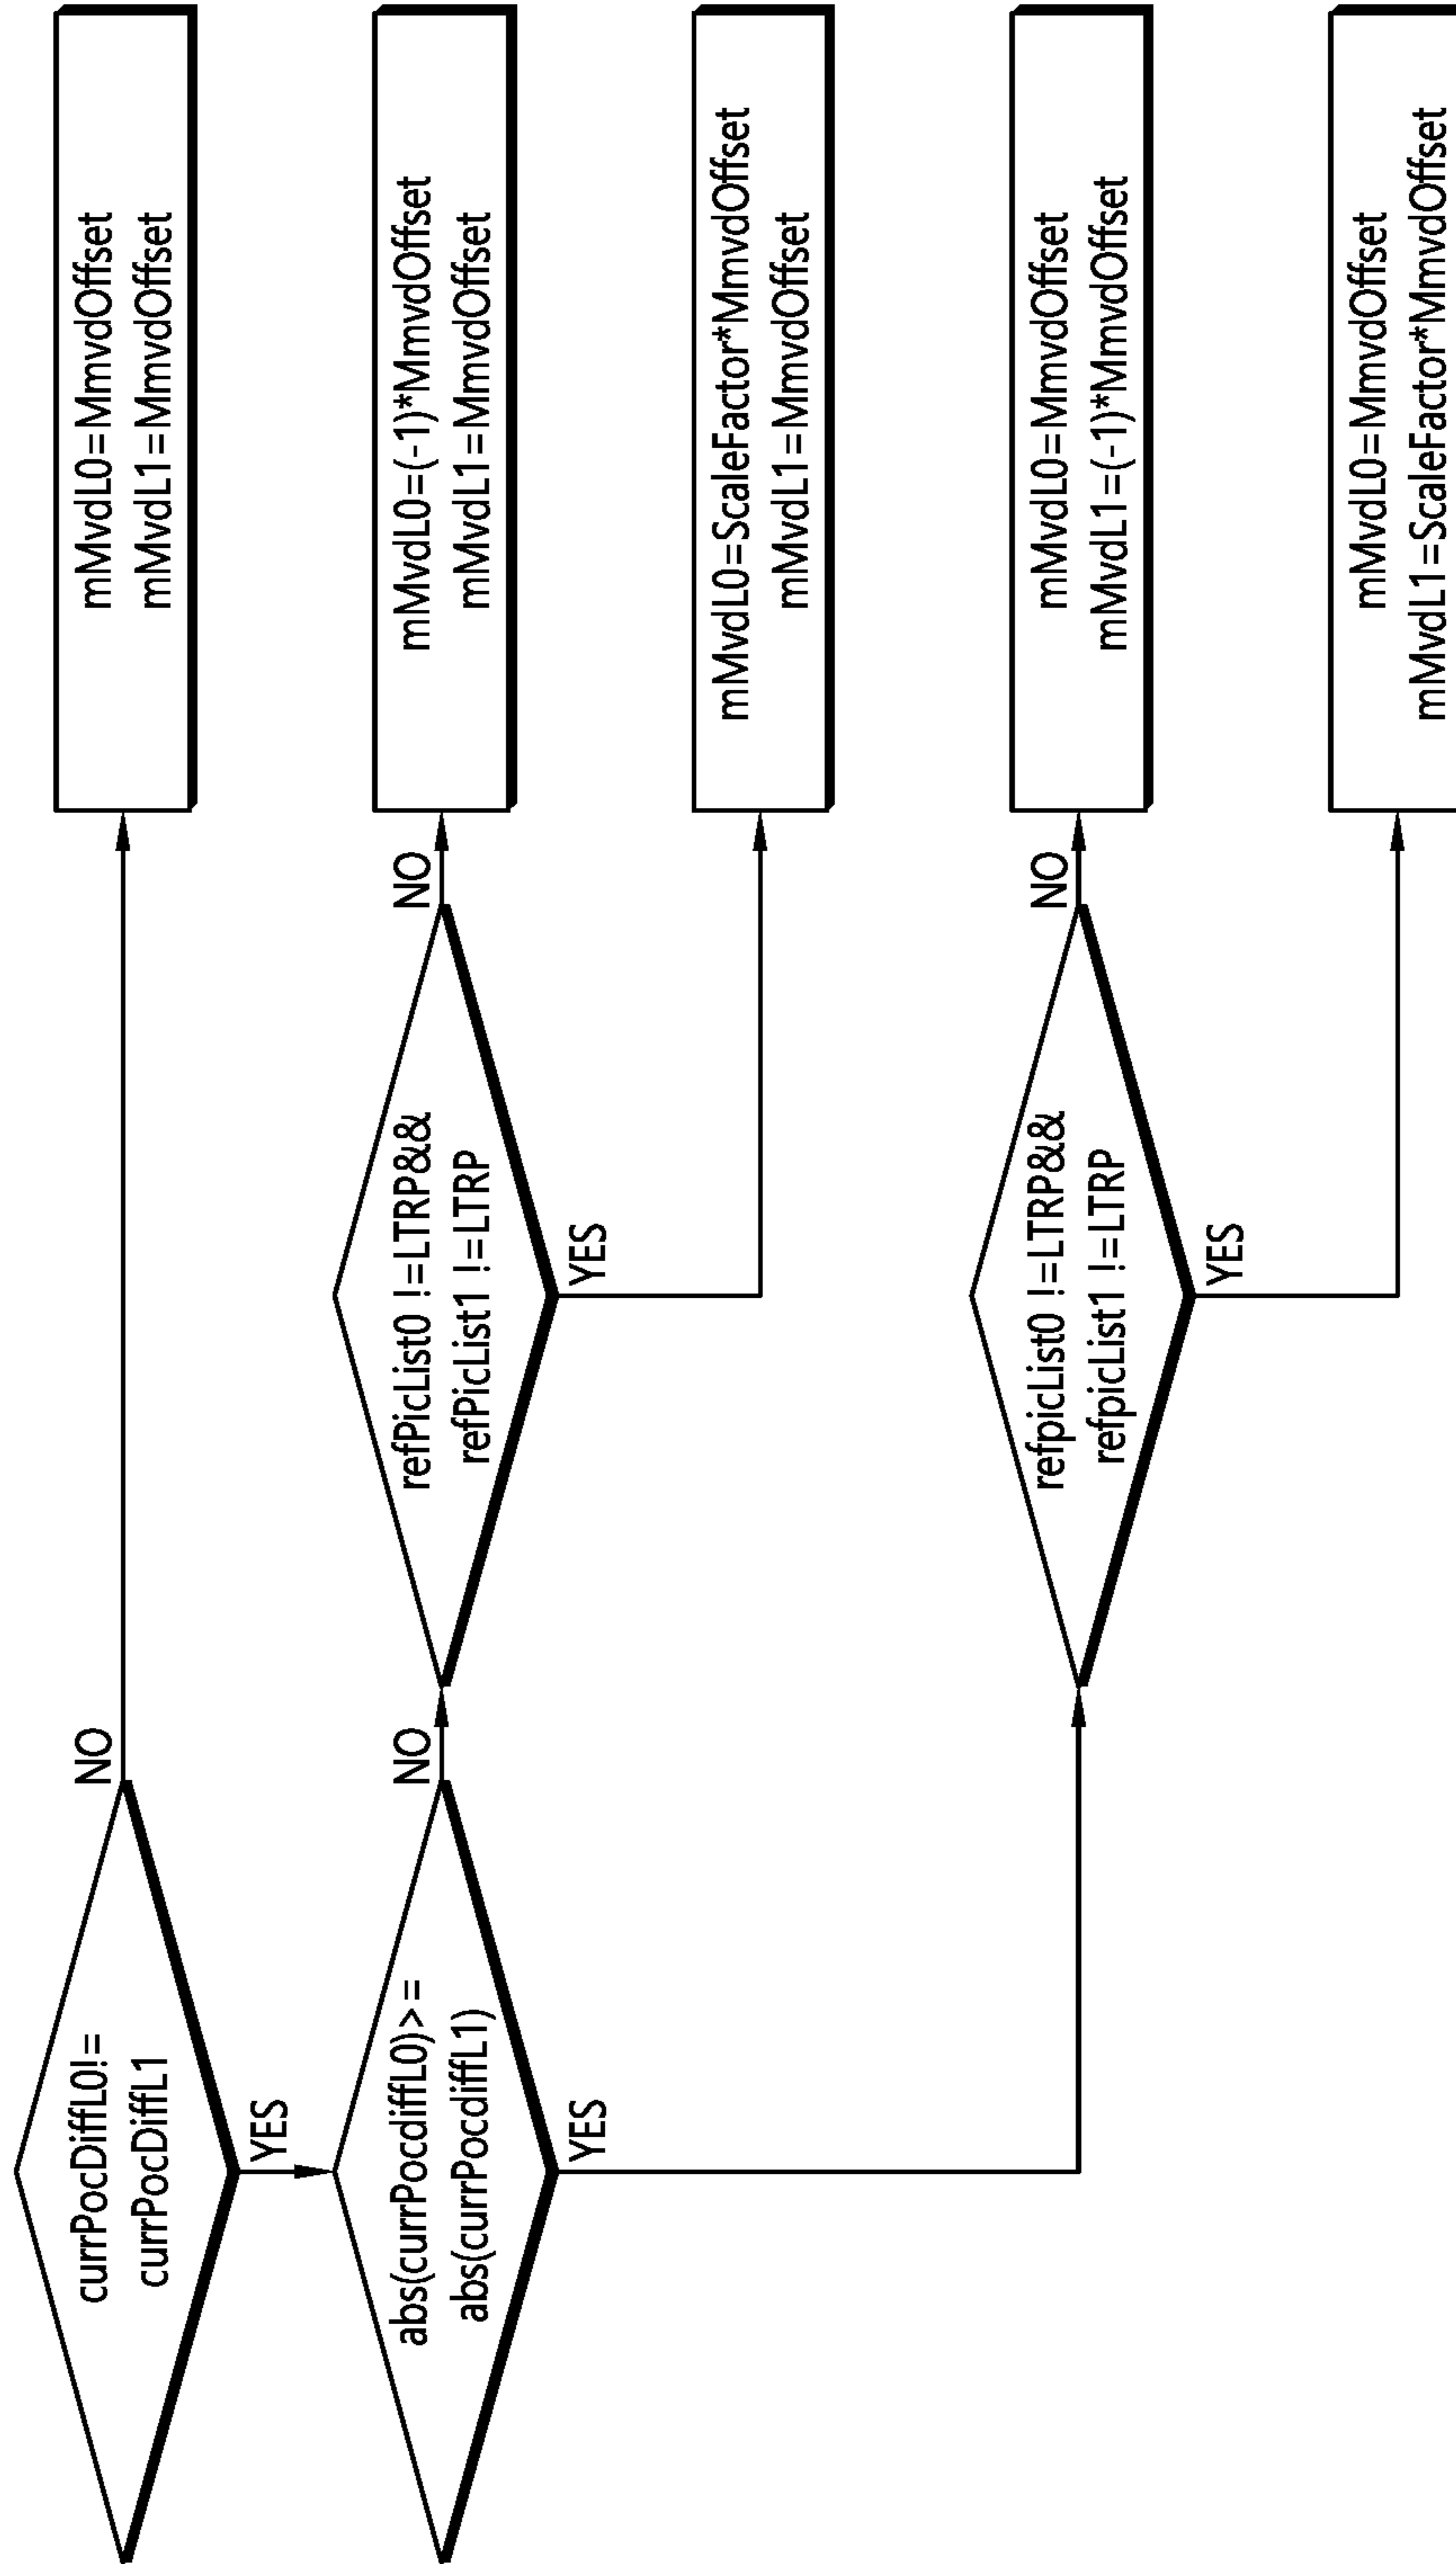 currPocDiffL0!=
currPocDiffL1
NO
mMvdL0=MmvdOffset
mMvdL1=MmvdOffset
YES
abs(currPocdiffL0)>=
abs(currPocdiffL1)
NO
refPicList0 !=LTRP&&
refPicList1 !=LTRP
NO
mMvdL0=(-1)*MmvdOffset
mMvdL1=MmvdOffset
YES
YES
mMvdL0=ScaleFactor*MmvdOffset
mMvdL1=MmvdOffset
refpicList0 !=LTRP&&
refpicList1 !=LTRP
NO
mMvdL0=MmvdOffset
mMvdL1=(-1)*MmvdOffset
YES
mMvdL0=MmvdOffset
mMvdL1=ScaleFactor*MmvdOffset